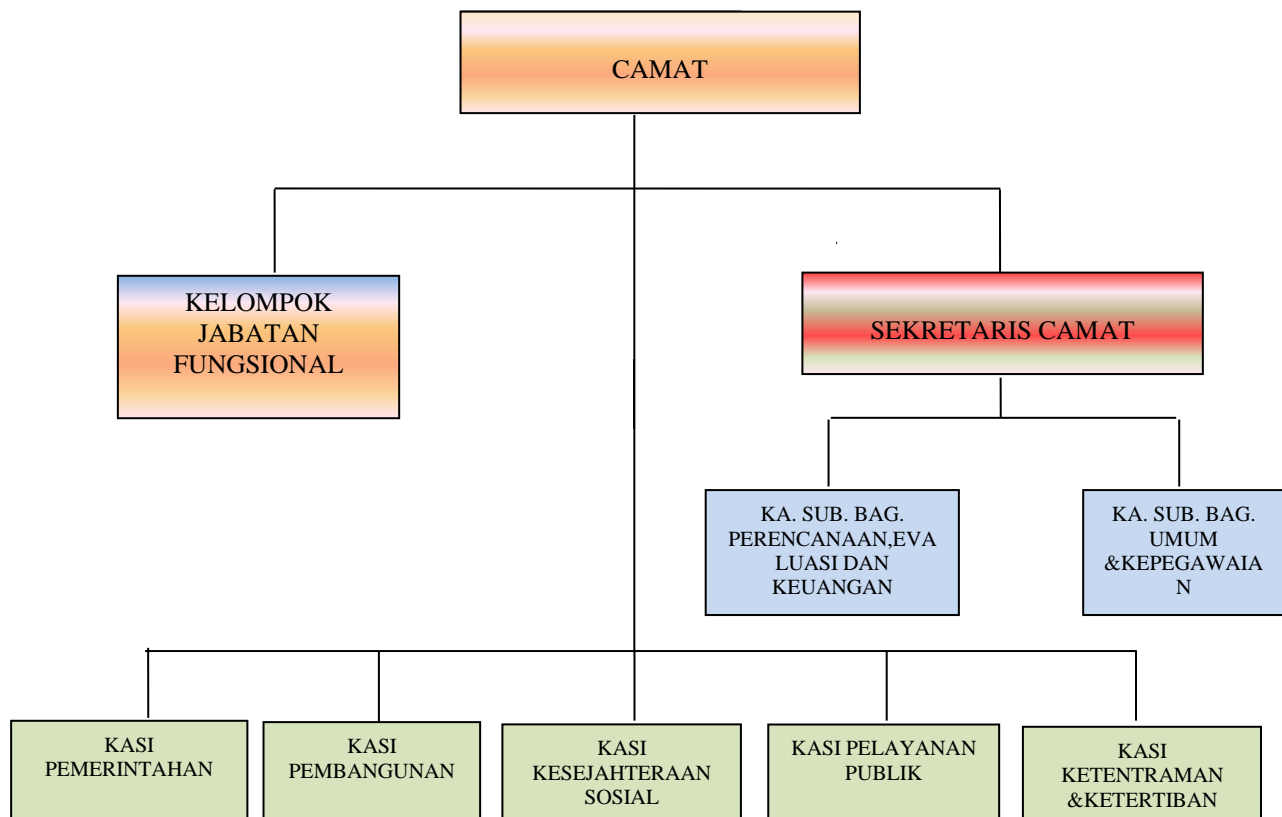 CAMAT
KELOMPOK
JABATAN
FUNGSIONAL
SEKRETARIS CAMAT
KA. SUB. BAG.
PERENCANAAN,EVA
LUASI DAN
KEUANGAN
KA. SUB. BAG.
UMUM
&KEPEGAWAIA
N
KASI
PEMERINTAHAN
KASI
PEMBANGUNAN
KASI
KESEJAHTERAAN
SOSIAL
KASI PELAYANAN
PUBLIK
KASI
KETENTRAMAN
&KETERTIBAN